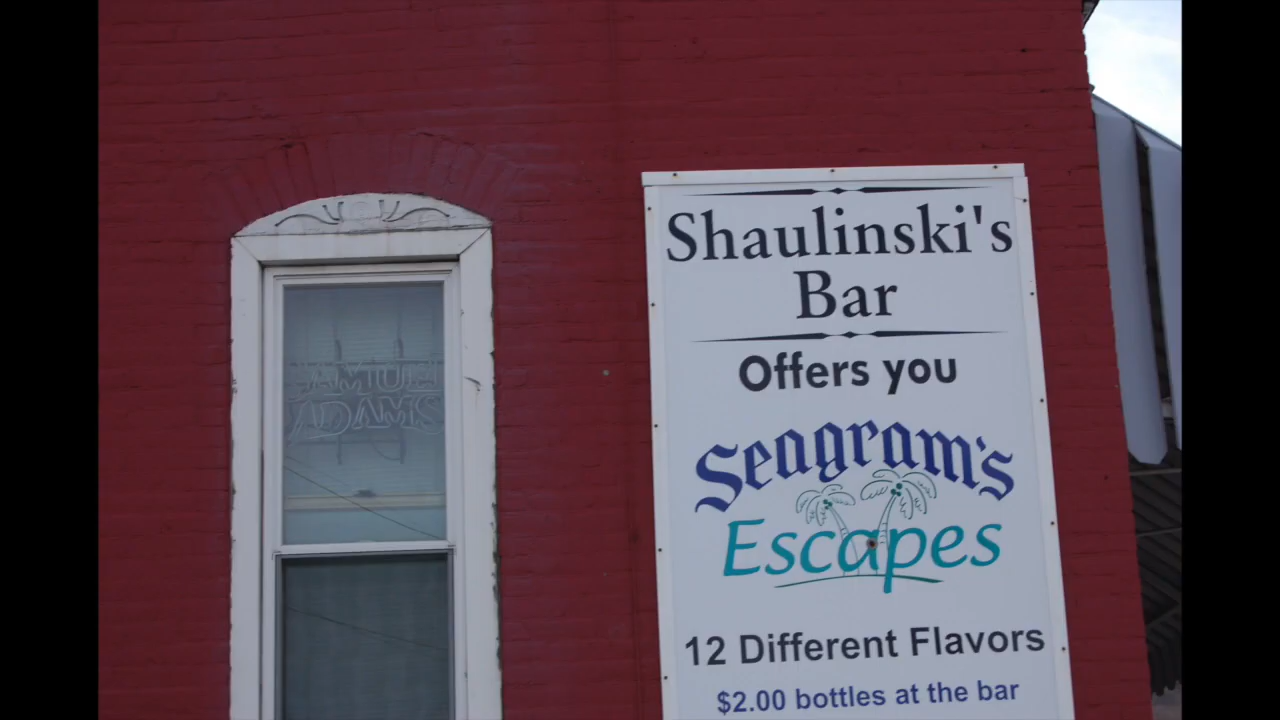 Shaulinski's
Bar
Offers you
Seagram's
Escapes
12 Different Flavors
$2.00 bottles at the bar
SAMUEL
ADAMS